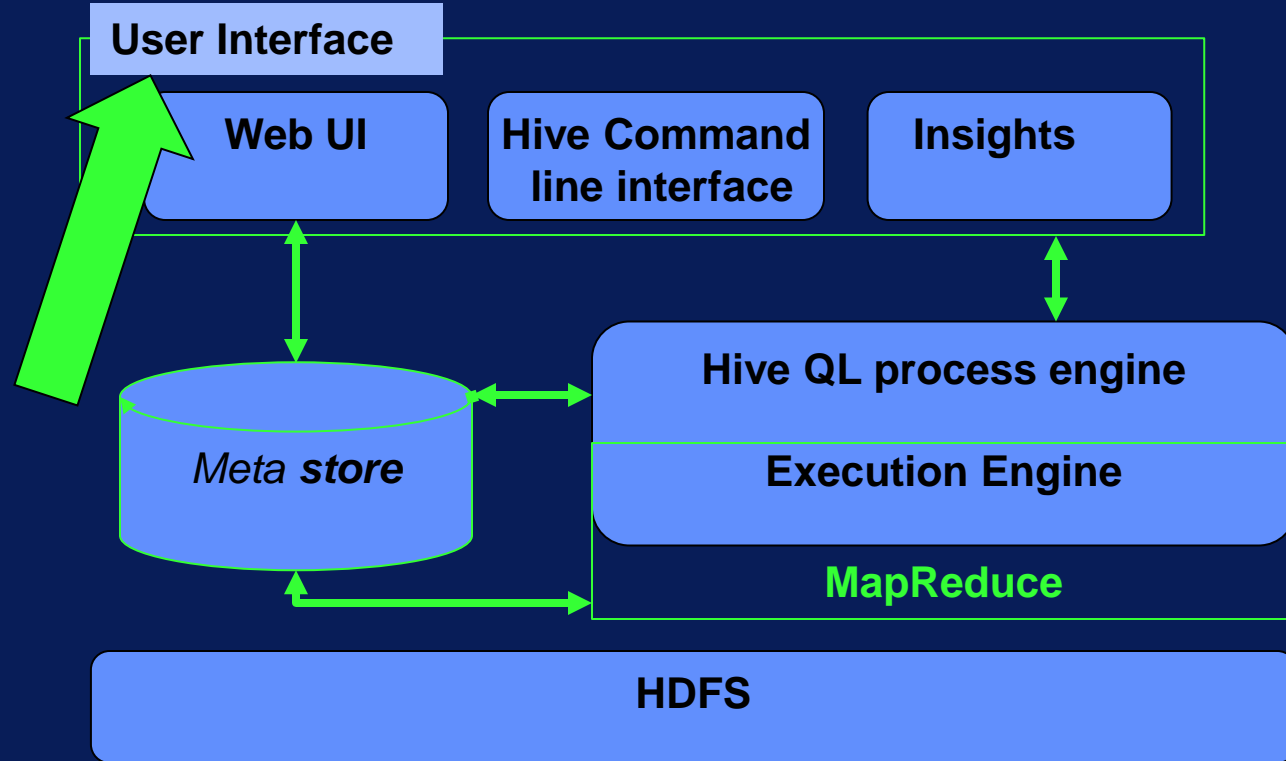 User Interface
Web UI
Hive Command
line interface
Insights
Hive QL process engine
Meta store
Execution Engine
MapReduce
HDFS